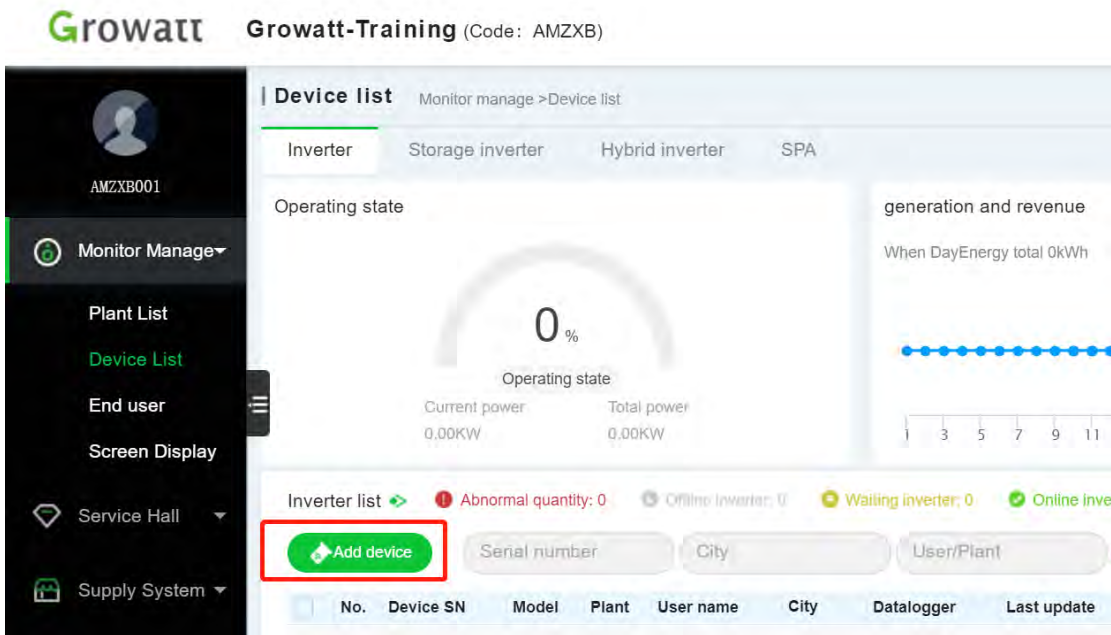 Growatt Growatt-Training (Code: AMZXB)
AMZXB001
Monitor Manage
Plant List
Device List
End user
Screen Display
Service Hall
Supply System
Device list Monitor manage >Device list
Inverter Storage inverter Hybrid inverter SPA
Operating state
0 %
Operating state
Current power Total power
0.00KW 0.00KW
generation and revenue
When DayEnergy total 0kWh
1 3 5 7 9 11
Inverter list Abnormal quantity: 0 Offline inverter: 0 Waiting inverter: 0 Online inve
Add device Serial number City User/Plant
No. Device SN Model Plant User name City Datalogger Last update